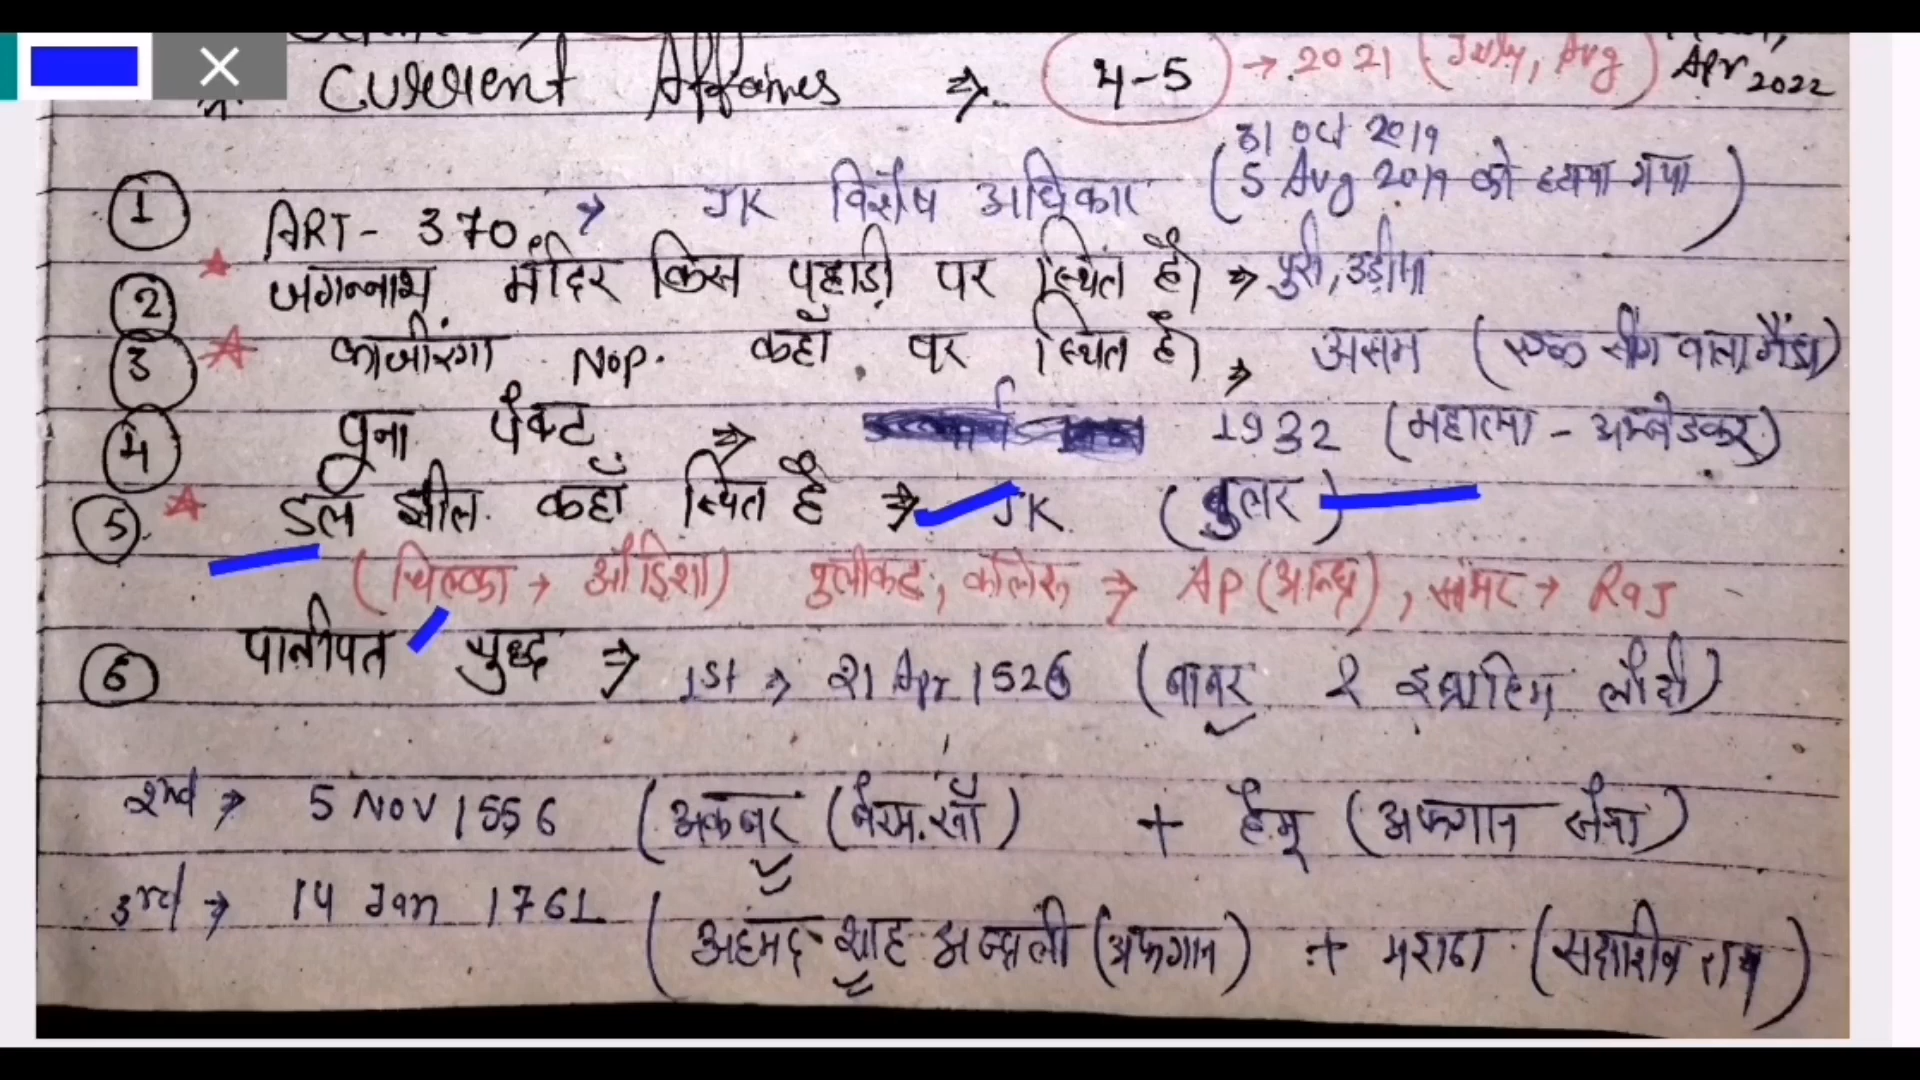 Current Affaires ⇒ 4-5 → 2021 (July, Aug) Apr 2022
31 Oct 2019
① ART - 370 → JK विशेष अधिकार (5 Aug 2019 को हटाया गया)
② जगन्नाथ मंदिर किस पहाड़ी पर स्थित है। ⇒ पुरी, उड़ीसा
③ काजीरंगा Nop. कहाँ पर स्थित है। ⇒ असम (एक सींग वाला गैंडा)
④ पूना पैक्ट ⇒ 1932 (महात्मा - अम्बेडकर)
⑤ डल झील कहाँ स्थित है ⇒ JK (वुलर)
(चिल्का → ओडिशा) पुलीकट, कोलेरु ⇒ AP (आन्ध्र), सांभर → Raj
⑥ पानीपत युद्ध ⇒ 1st ⇒ 21 Apr 1526 (बाबर & इब्राहिम लोदी)
2nd ⇒ 5 Nov 1556 (अकबर (बैरम खाँ) + हेमू (अफगान सेना)
3rd → 14 Jan 1761 (अहमद शाह अब्दाली (अफगान) + मराठा (सदाशिव राव)